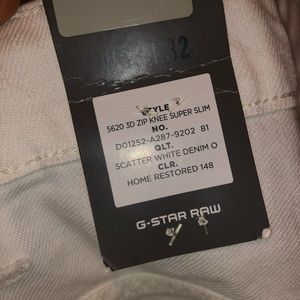 32
STYLE
5620 3D ZIP KNEE SUPER SLIM
NO.
D01252-A287-9202 81
QLT.
SCATTER WHITE DENIM O
CLR.
HOME RESTORED 148
G-STAR RAW